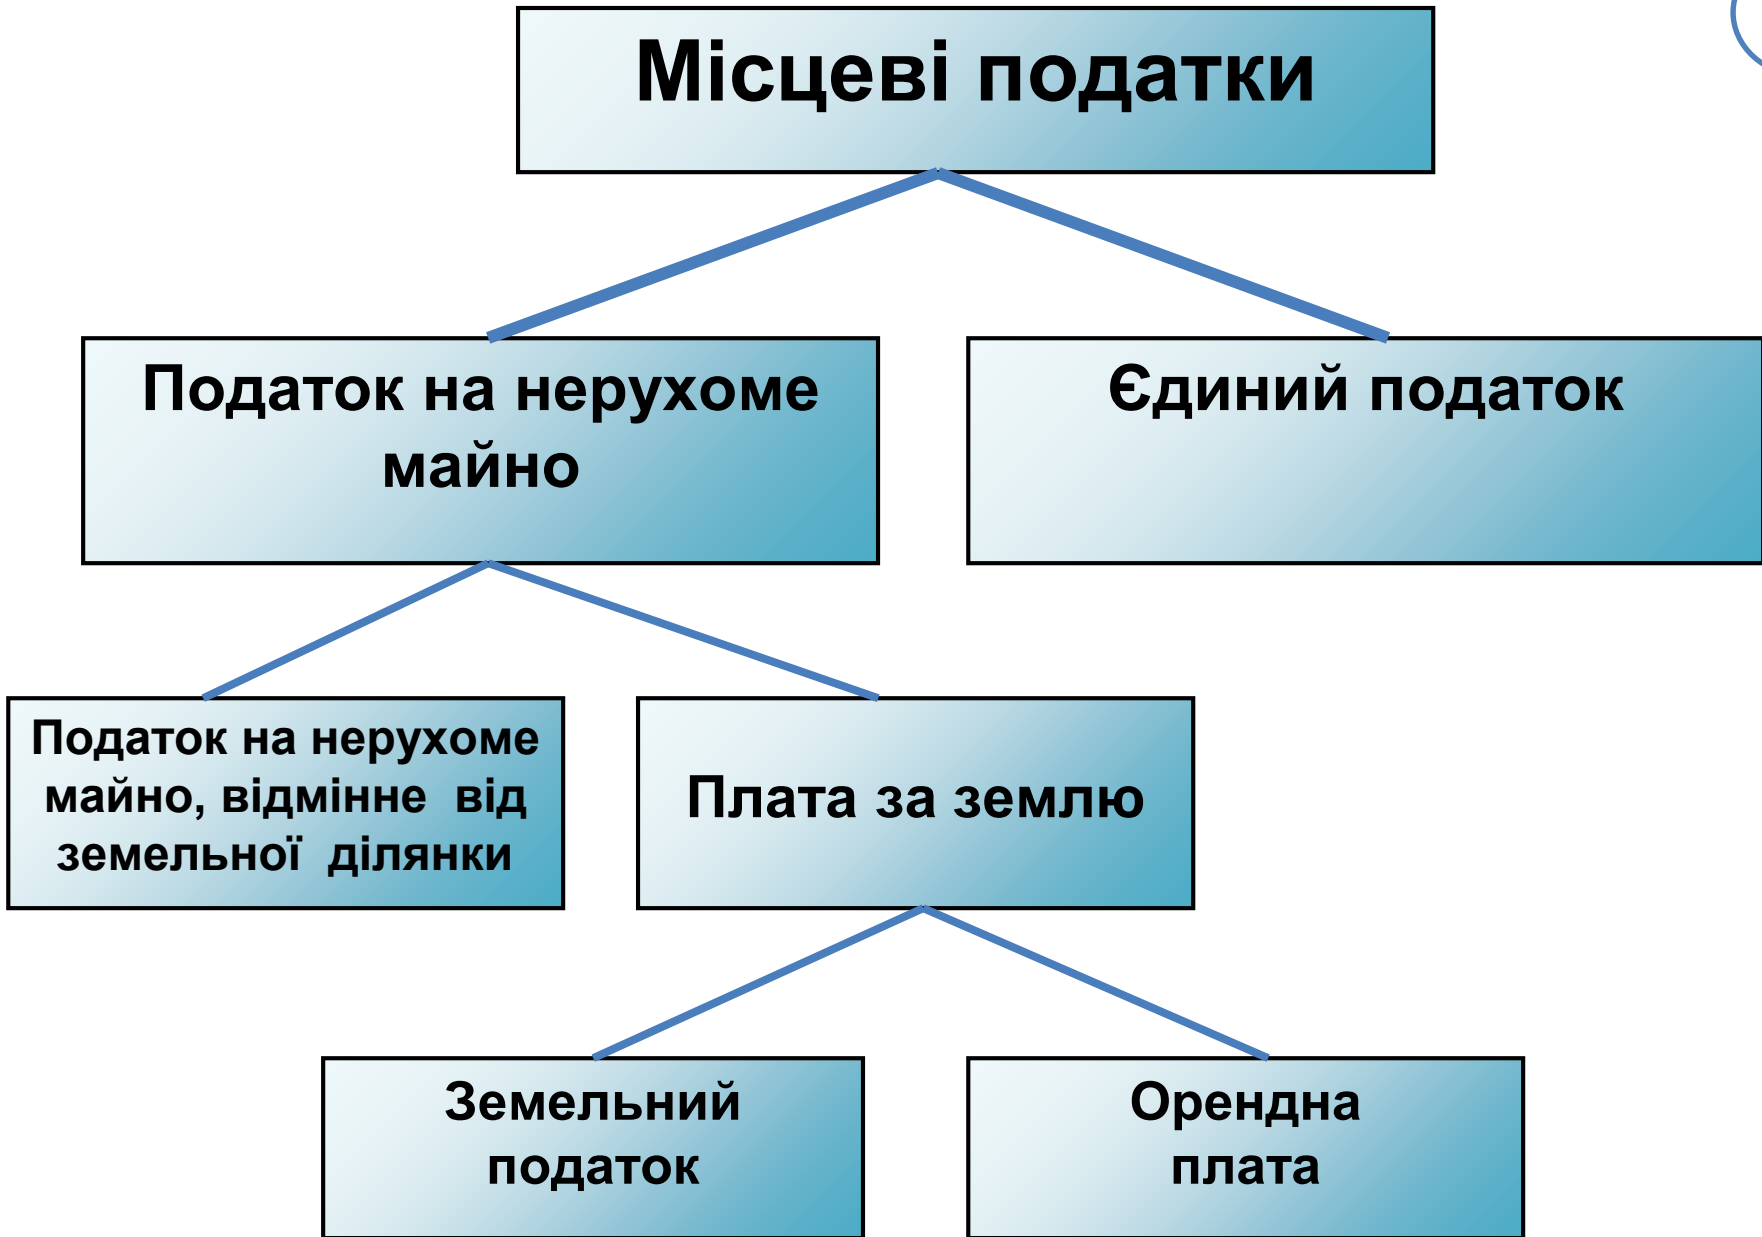 Місцеві податки
Податок на нерухоме
майно
Єдиний податок
Податок на нерухоме
майно, відмінне від
земельної ділянки
Плата за землю
Земельний
податок
Орендна
плата